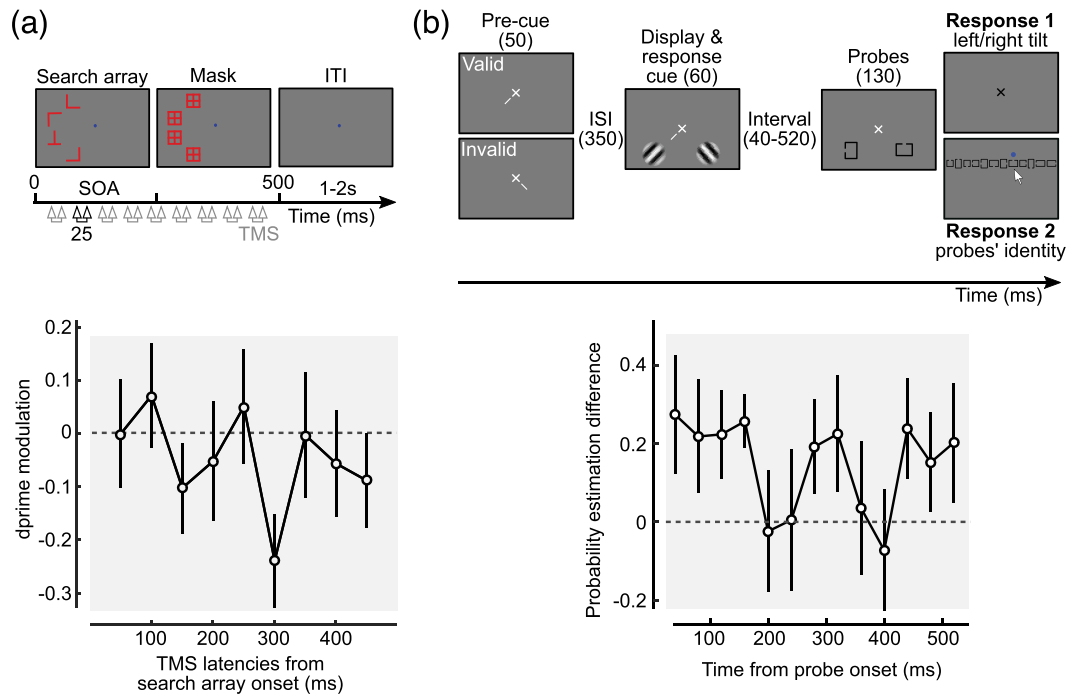 (a)
Search array
Mask
ITI
0
SOA
500
1-2s
Time (ms)
25
TMS
(b)
Pre-cue
(50)
Valid
Invalid
ISI
(350)
Display &
response
cue (60)
Interval
(40-520)
Probes
(130)
Response 1
left/right tilt
Response 2
probes' identity
Time (ms)
dprime modulation
0.2
0.1
0
-0.1
-0.2
-0.3
100
200
300
400
TMS latencies from
search array onset (ms)
Probability estimation difference
0.4
0.2
0
-0.2
100
200
300
400
500
Time from probe onset (ms)